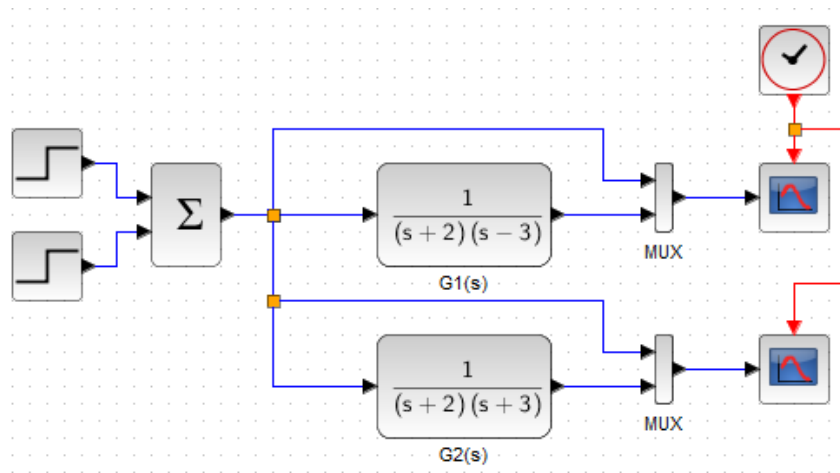 Σ
1
(s+2)(s−3)
MUX
G1(s)
1
(s+2)(s+3)
MUX
G2(s)